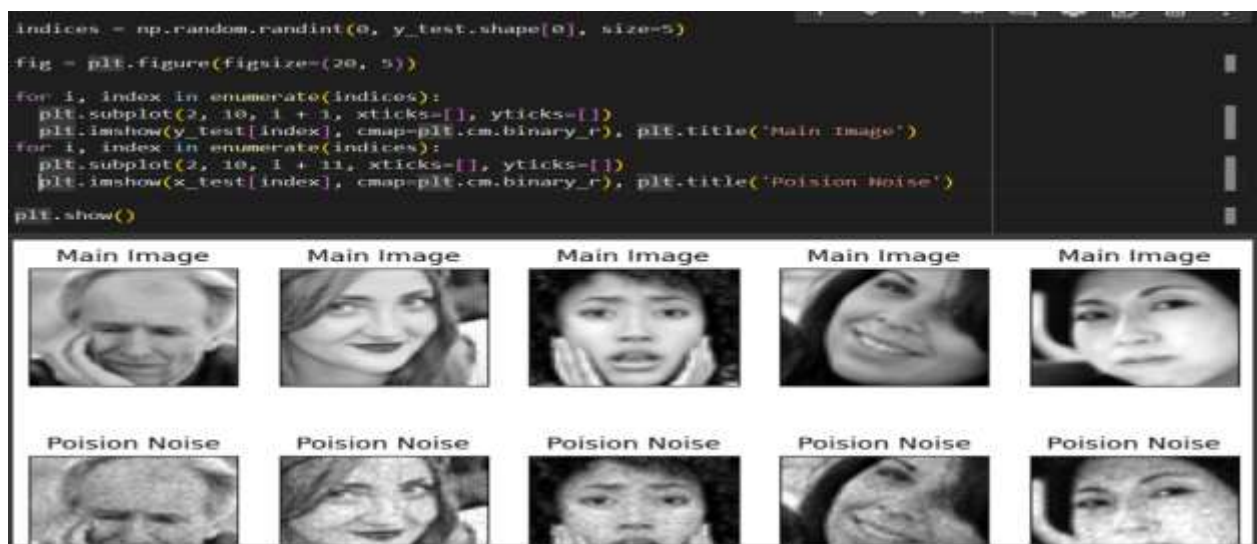 indices = np.random.randint(0, y_test.shape[0], size=5)
fig = plt.figure(figsize=(20, 5))
for i, index in enumerate(indices):
plt.subplot(2, 10, i + 1, xticks=[], yticks=[])
plt.imshow(y_test[index], cmap=plt.cm.binary_r), plt.title('Main Image')
for i, index in enumerate(indices):
plt.subplot(2, 10, i + 11, xticks=[], yticks=[])
plt.imshow(x_test[index], cmap=plt.cm.binary_r), plt.title('Poision Noise')
plt.show()
Main Image Main Image Main Image Main Image Main Image
Poision Noise Poision Noise Poision Noise Poision Noise Poision Noise